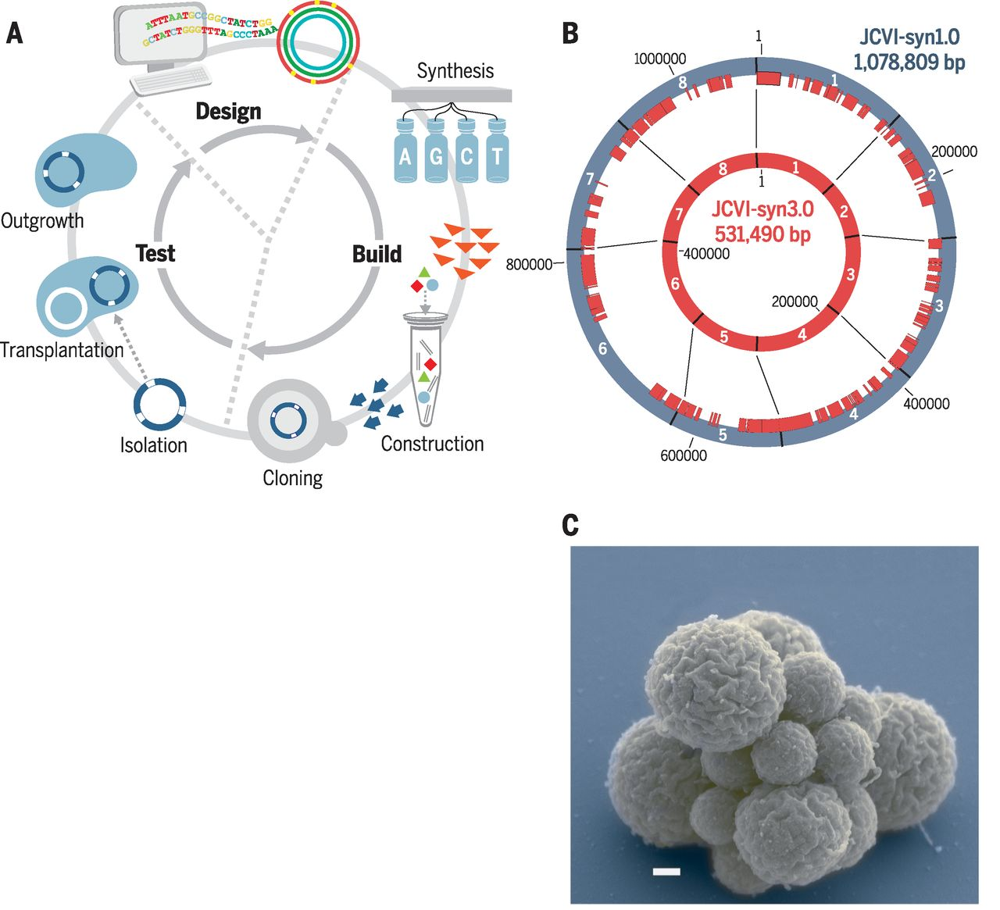 A
ATTTAATGCCGGCTATCTGG
GCTATCTGGGTTTAGCCCTAAA
Synthesis
A G C T
Design
Build
Test
Outgrowth
Transplantation
Isolation
Cloning
Construction
B
JCVI-syn1.0
1,078,809 bp
1
1000000
200000
800000
400000
600000
1
2
3
4
5
6
7
8
JCVI-syn3.0
531,490 bp
1
200000
400000
1
2
3
4
5
6
7
8
C